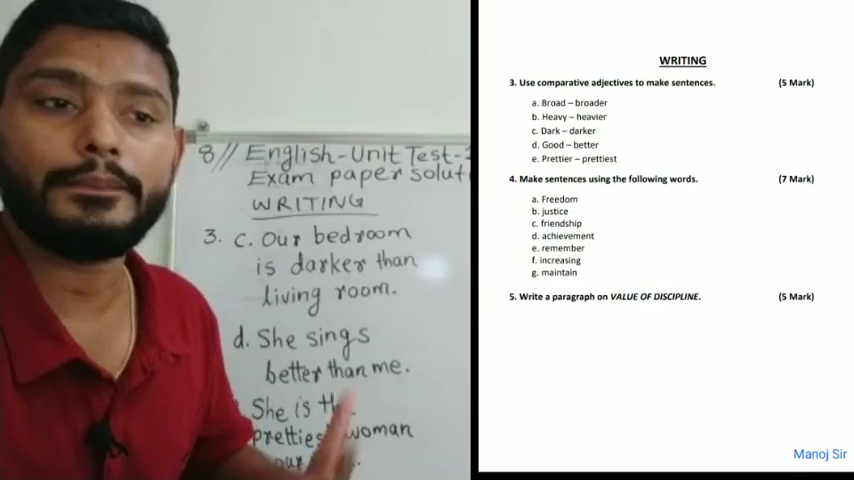 8// English-Unit Test-
Exam paper solut
WRITING
3. c. Our bedroom
is darker than
living room.
d. She sings
better than me.
She is
woman
WRITING
3. Use comparative adjectives to make sentences. (5 Mark)
a. Broad – broader
b. Heavy – heavier
c. Dark – darker
d. Good – better
e. Prettier – prettiest
4. Make sentences using the following words. (7 Mark)
a. Freedom
b. justice
c. friendship
d. achievement
e. remember
f. increasing
g. maintain
5. Write a paragraph on VALUE OF DISCIPLINE. (5 Mark)
Manoj Sir